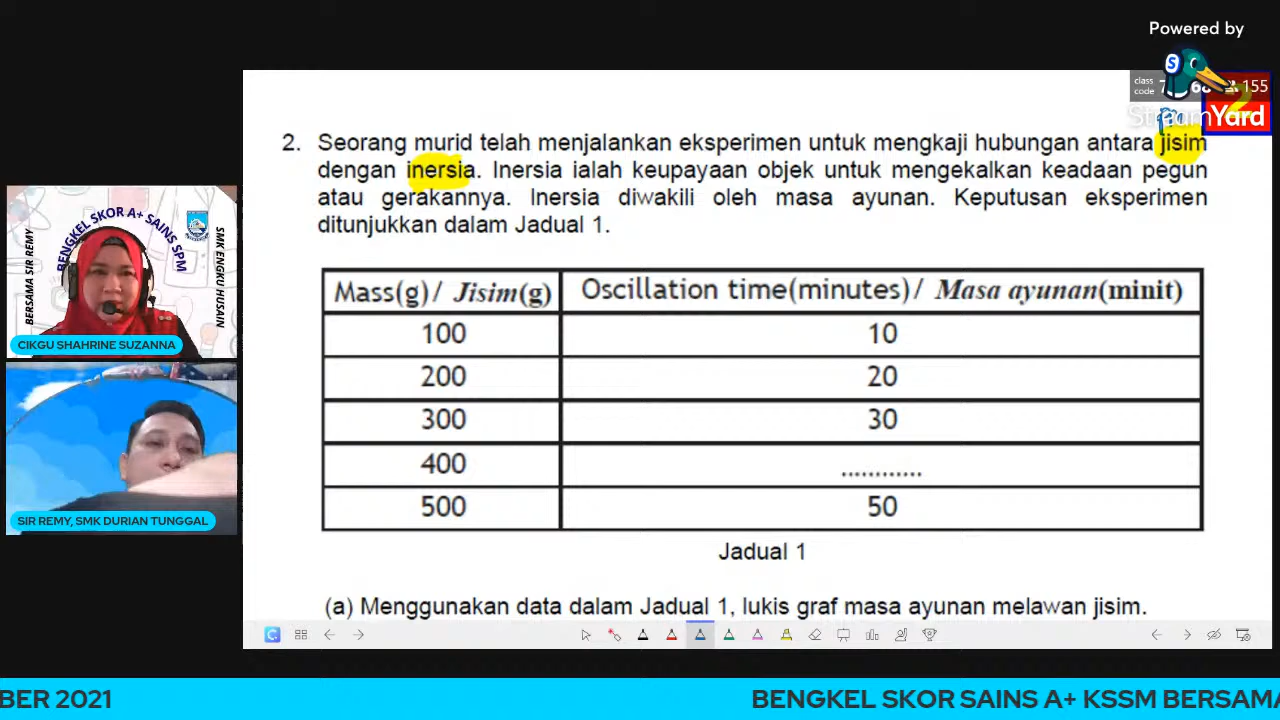 Powered by
class
code
155
StreamYard
2. Seorang murid telah menjalankan eksperimen untuk mengkaji hubungan antara jisim
dengan inersia. Inersia ialah keupayaan objek untuk mengekalkan keadaan pegun
atau gerakannya. Inersia diwakili oleh masa ayunan. Keputusan eksperimen
ditunjukkan dalam Jadual 1.
Mass(g)/ Jisim(g) Oscillation time(minutes)/ Masa ayunan(minit)
100 10
200 20
300 30
400 ............
500 50
Jadual 1
(a) Menggunakan data dalam Jadual 1, lukis graf masa ayunan melawan jisim.
BENGKEL SKOR A+ SAINS SPM
BERSAMA SIR REMY
SMK ENGKU HUSAIN
CIKGU SHAHRINE SUZANNA
SIR REMY, SMK DURIAN TUNGGAL
BER 2021 BENGKEL SKOR SAINS A+ KSSM BERSAMA